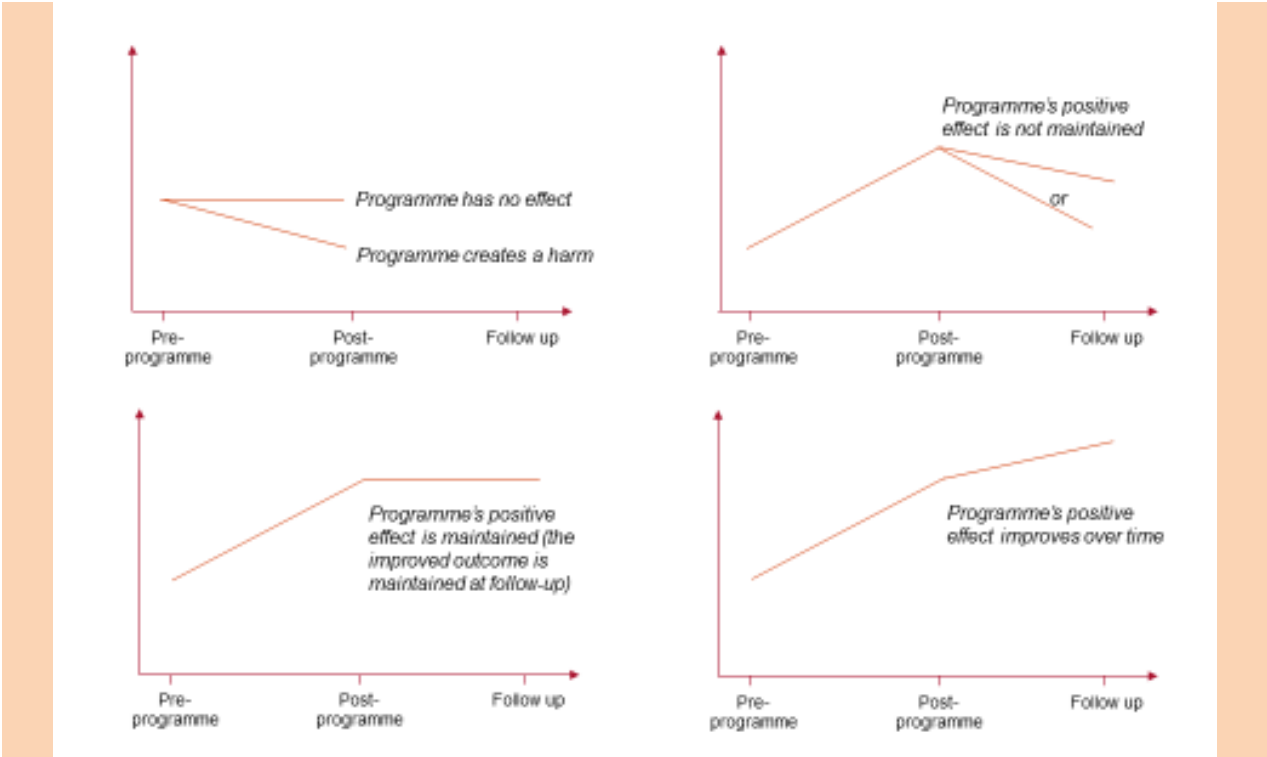 Programme has no effect
Programme creates a harm
Pre-
programme
Post-
programme
Follow up
Programme's positive
effect is not maintained
or
Pre-
programme
Post-
programme
Follow up
Programme's positive
effect is maintained (the
improved outcome is
maintained at follow-up)
Pre-
programme
Post-
programme
Follow up
Programme's positive
effect improves over time
Pre-
programme
Post-
programme
Follow up